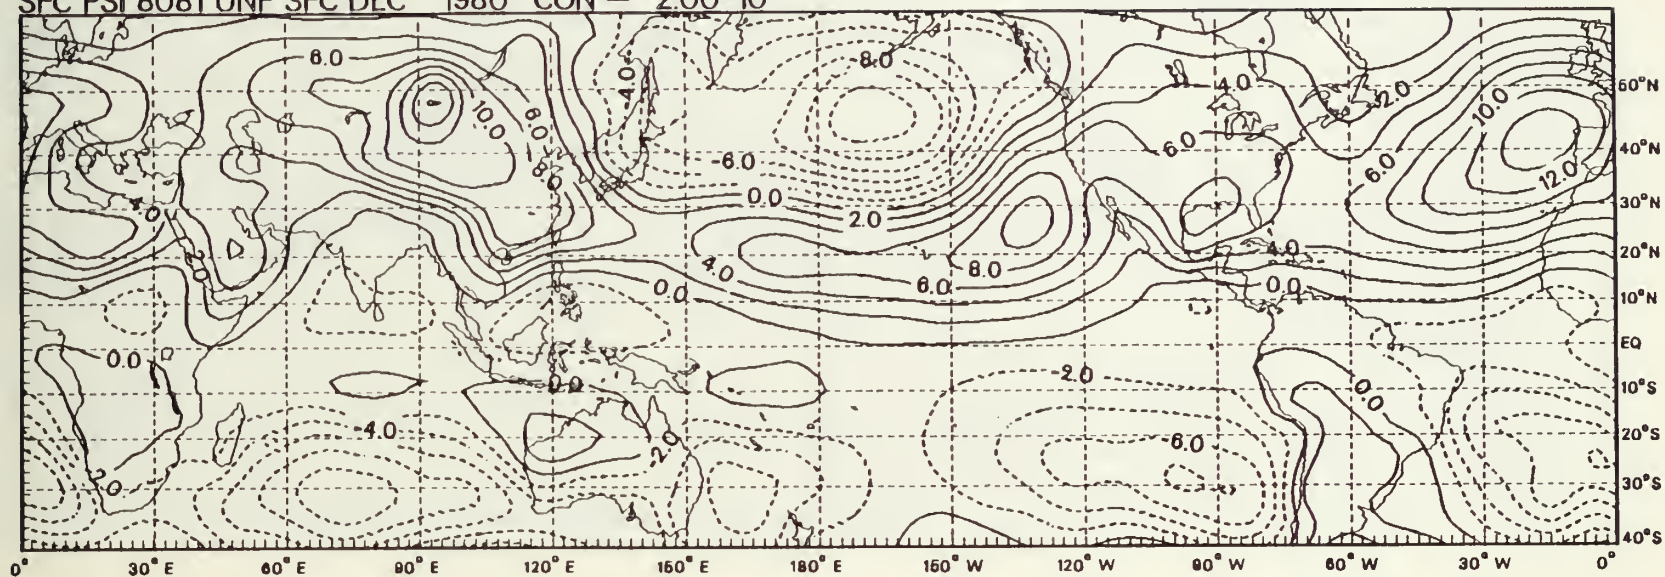 SFC PSI 8081 UNF SFC DEC 1980 CON = 2.00 10
6.0 -4.0 8.0 4.0 2.0 10.0
10.0 6.0 60°N
-8.0 -6.0 6.0 6.0 12.0 40°N
4.0 0.0 2.0 30°N
2.0 4.0 8.0 4.0 20°N
0.0 6.0 0.0 10°N
0.0 EQ
0.0 -2.0 0.0 10°S
-4.0 -2.0 -6.0 20°S
-2.0 30°S
40°S
0° 30°E 60°E 90°E 120°E 150°E 180°E 150°W 120°W 90°W 60°W 30°W 0°